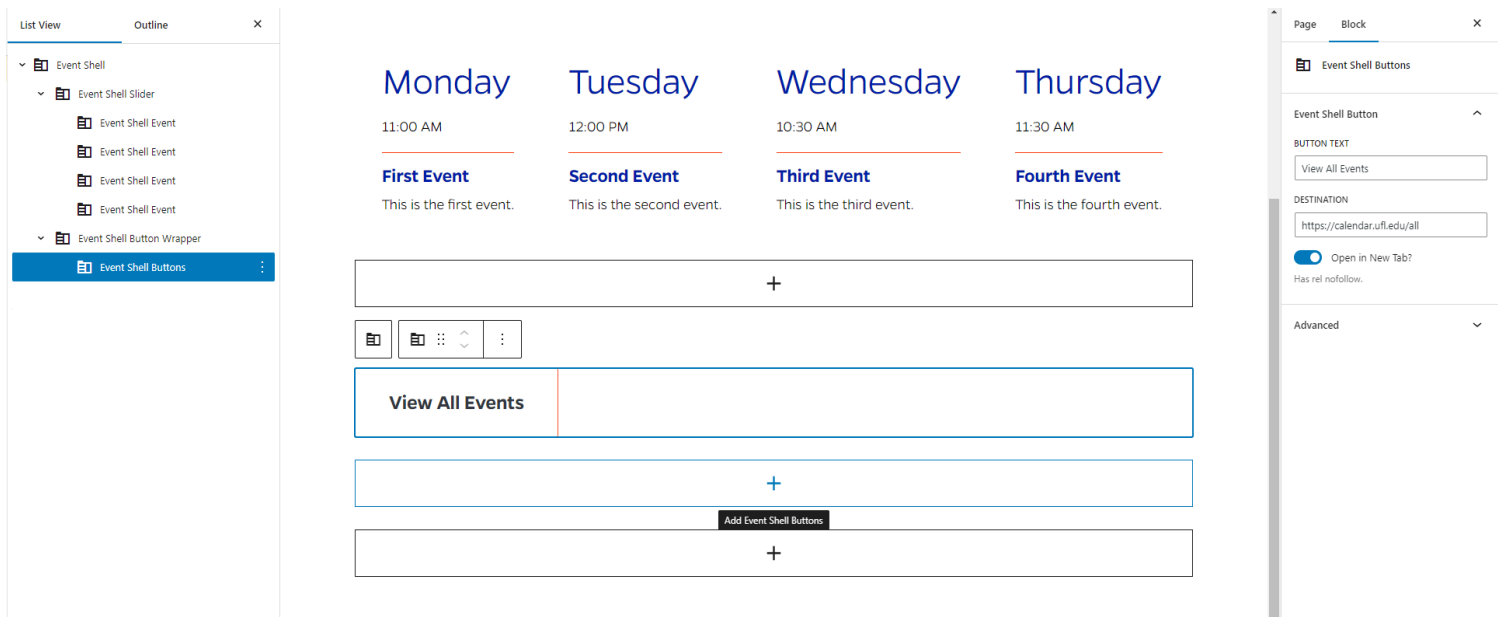 List View
Outline
Event Shell
Event Shell Slider
Event Shell Event
Event Shell Event
Event Shell Event
Event Shell Event
Event Shell Button Wrapper
Event Shell Buttons
Monday
Tuesday
Wednesday
Thursday
11:00 AM
12:00 PM
10:30 AM
11:30 AM
First Event
Second Event
Third Event
Fourth Event
This is the first event.
This is the second event.
This is the third event.
This is the fourth event.
View All Events
Add Event Shell Buttons
Page
Block
Event Shell Buttons
Event Shell Button
BUTTON TEXT
View All Events
DESTINATION
https://calendar.ufl.edu/all
Open in New Tab?
Has rel nofollow.
Advanced